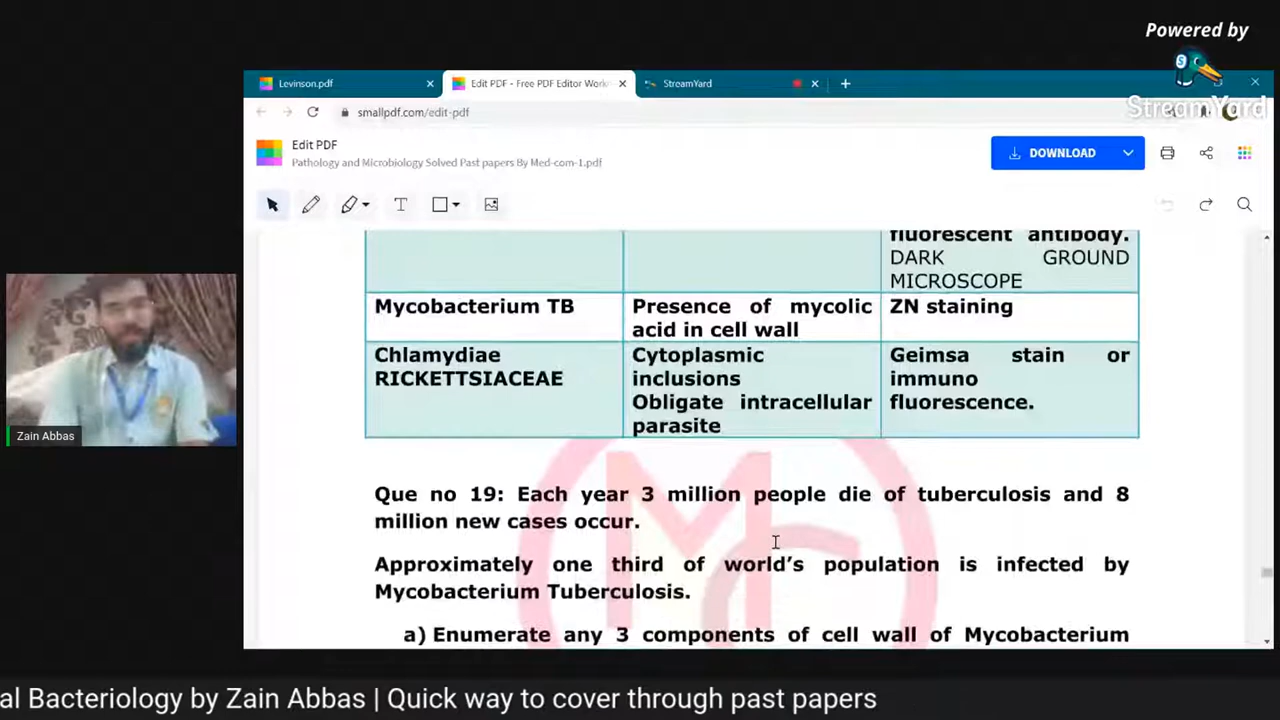 Powered by
StreamYard
Levinson.pdf
Edit PDF - Free PDF Editor Work
StreamYard
smallpdf.com/edit-pdf
Edit PDF
Pathology and Microbiology Solved Past papers By Med-com-1.pdf
DOWNLOAD
fluorescent antibody.
DARK GROUND
MICROSCOPE
Mycobacterium TB
Presence of mycolic
acid in cell wall
ZN staining
Chlamydiae
RICKETTSIACEAE
Cytoplasmic
inclusions
Obligate intracellular
parasite
Geimsa stain or
immuno
fluorescence.
Que no 19: Each year 3 million people die of tuberculosis and 8
million new cases occur.
Approximately one third of world's population is infected by
Mycobacterium Tuberculosis.
a) Enumerate any 3 components of cell wall of Mycobacterium
Zain Abbas
al Bacteriology by Zain Abbas | Quick way to cover through past papers